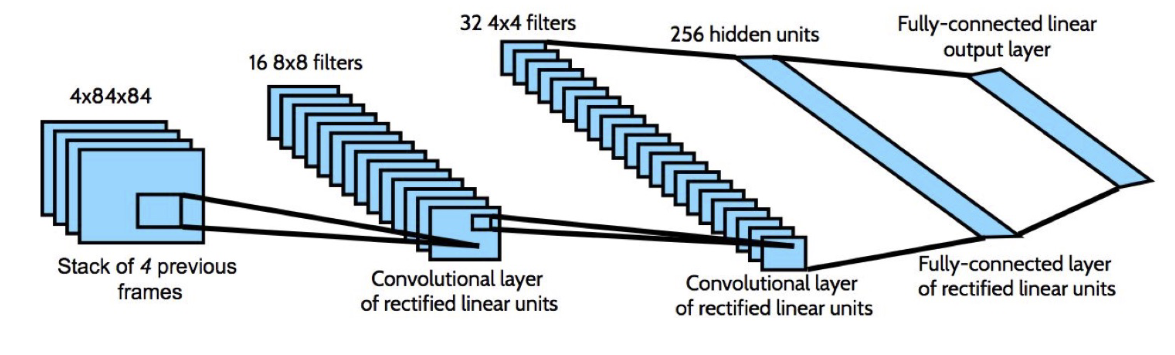 4x84x84
Stack of 4 previous
frames
16 8x8 filters
Convolutional layer
of rectified linear units
32 4x4 filters
Convolutional layer
of rectified linear units
256 hidden units
Fully-connected layer
of rectified linear units
Fully-connected linear
output layer